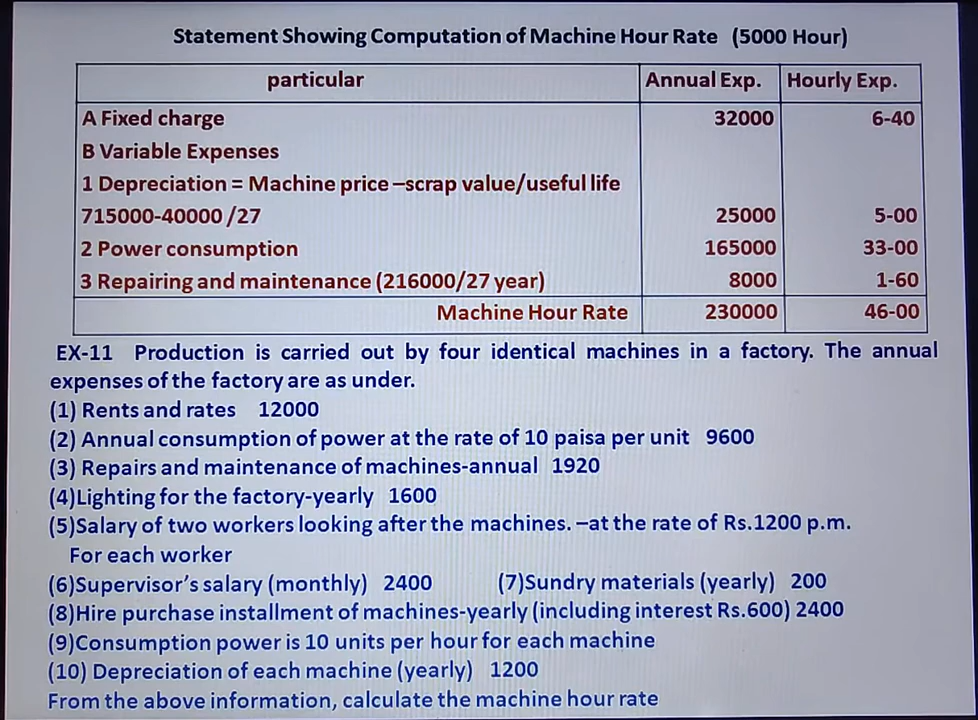 Statement Showing Computation of Machine Hour Rate (5000 Hour)
particular Annual Exp. Hourly Exp.
A Fixed charge 32000 6-40
B Variable Expenses
1 Depreciation = Machine price –scrap value/useful life
715000-40000 /27 25000 5-00
2 Power consumption 165000 33-00
3 Repairing and maintenance (216000/27 year) 8000 1-60
Machine Hour Rate 230000 46-00
EX-11 Production is carried out by four identical machines in a factory. The annual
expenses of the factory are as under.
(1) Rents and rates 12000
(2) Annual consumption of power at the rate of 10 paisa per unit 9600
(3) Repairs and maintenance of machines-annual 1920
(4)Lighting for the factory-yearly 1600
(5)Salary of two workers looking after the machines. –at the rate of Rs.1200 p.m.
For each worker
(6)Supervisor's salary (monthly) 2400 (7)Sundry materials (yearly) 200
(8)Hire purchase installment of machines-yearly (including interest Rs.600) 2400
(9)Consumption power is 10 units per hour for each machine
(10) Depreciation of each machine (yearly) 1200
From the above information, calculate the machine hour rate